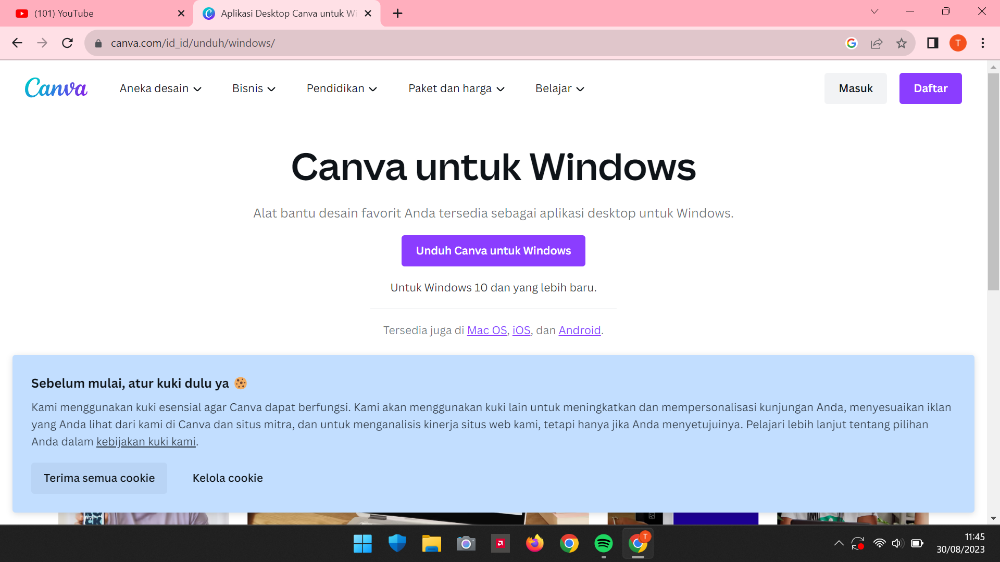 (101) YouTube
Aplikasi Desktop Canva untuk Wi
canva.com/id_id/unduh/windows/
T
Canva
Aneka desain
Bisnis
Pendidikan
Paket dan harga
Belajar
Masuk
Daftar
Canva untuk Windows
Alat bantu desain favorit Anda tersedia sebagai aplikasi desktop untuk Windows.
Unduh Canva untuk Windows
Untuk Windows 10 dan yang lebih baru.
Tersedia juga di Mac OS, iOS, dan Android.
Sebelum mulai, atur kuki dulu ya
Kami menggunakan kuki esensial agar Canva dapat berfungsi. Kami akan menggunakan kuki lain untuk meningkatkan dan mempersonalisasi kunjungan Anda, menyesuaikan iklan
yang Anda lihat dari kami di Canva dan situs mitra, dan untuk menganalisis kinerja situs web kami, tetapi hanya jika Anda menyetujuinya. Pelajari lebih lanjut tentang pilihan
Anda dalam kebijakan kuki kami.
Terima semua cookie
Kelola cookie
T
11:45
30/08/2023